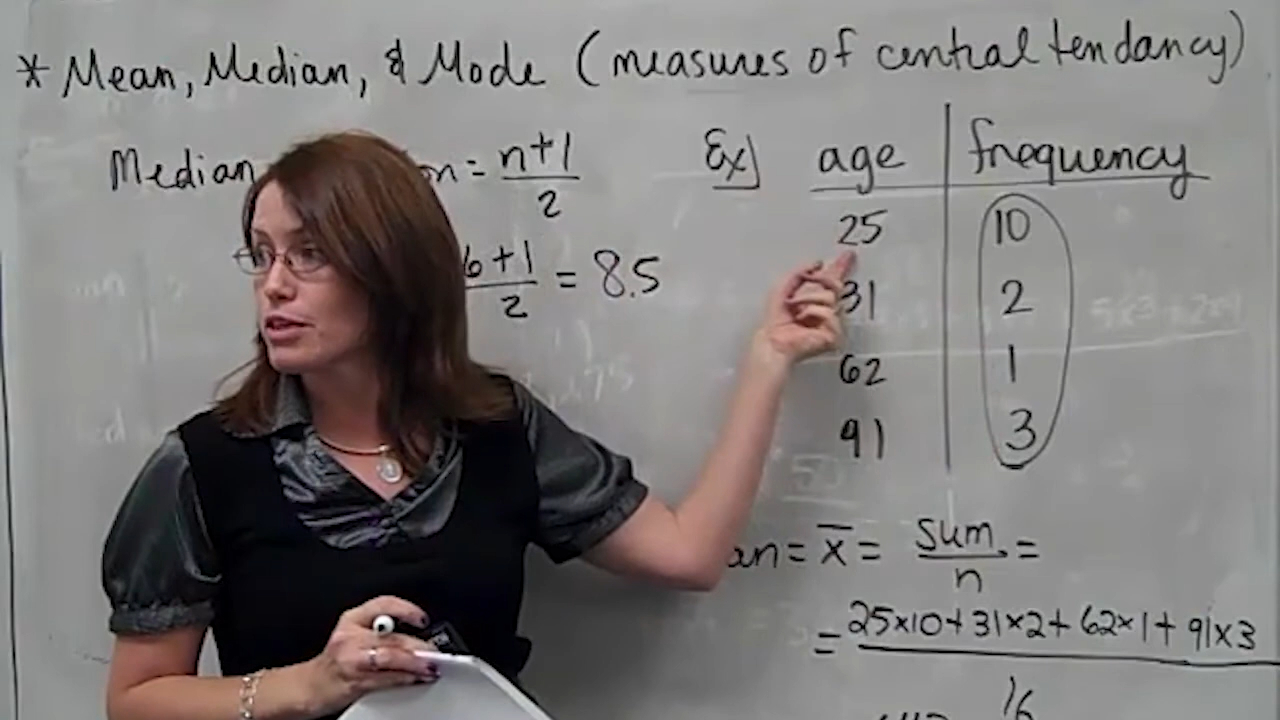 * Mean, Median, & Mode (measures of central tendancy)
Median = n+1
2
6+1 = 8.5
2
Ex) age frequency
25 10
31 2
62 1
91 3
an = x̄ = sum =
n
= 25×10+31×2+62×1+91×3
16